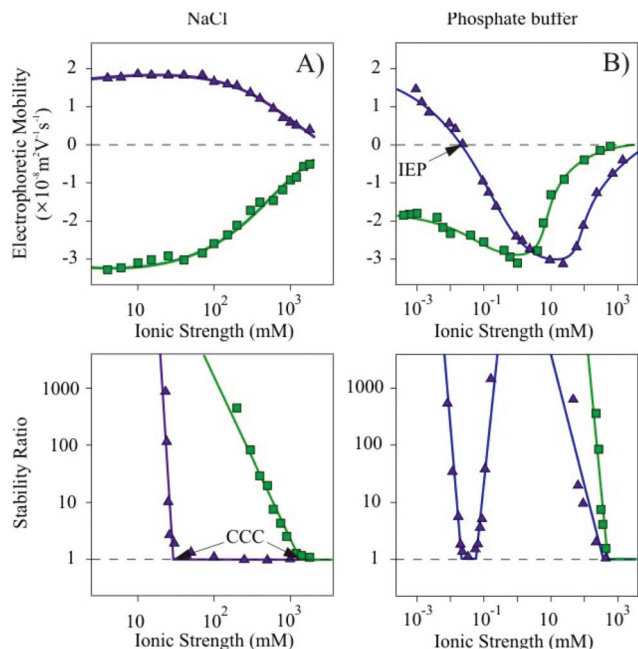 NaCl
Phosphate buffer
Electrophoretic Mobility
(×10⁻⁸m²V⁻¹s⁻¹)
2
1
0
-1
-2
-3
A)
10
10²
10³
Ionic Strength (mM)
2
1
0
-1
-2
-3
B)
IEP
10⁻³
10⁻¹
10
10³
Ionic Strength (mM)
Stability Ratio
1000
100
10
1
CCC
10
10²
10³
Ionic Strength (mM)
1000
100
10
1
10⁻³
10⁻¹
10
10³
Ionic Strength (mM)